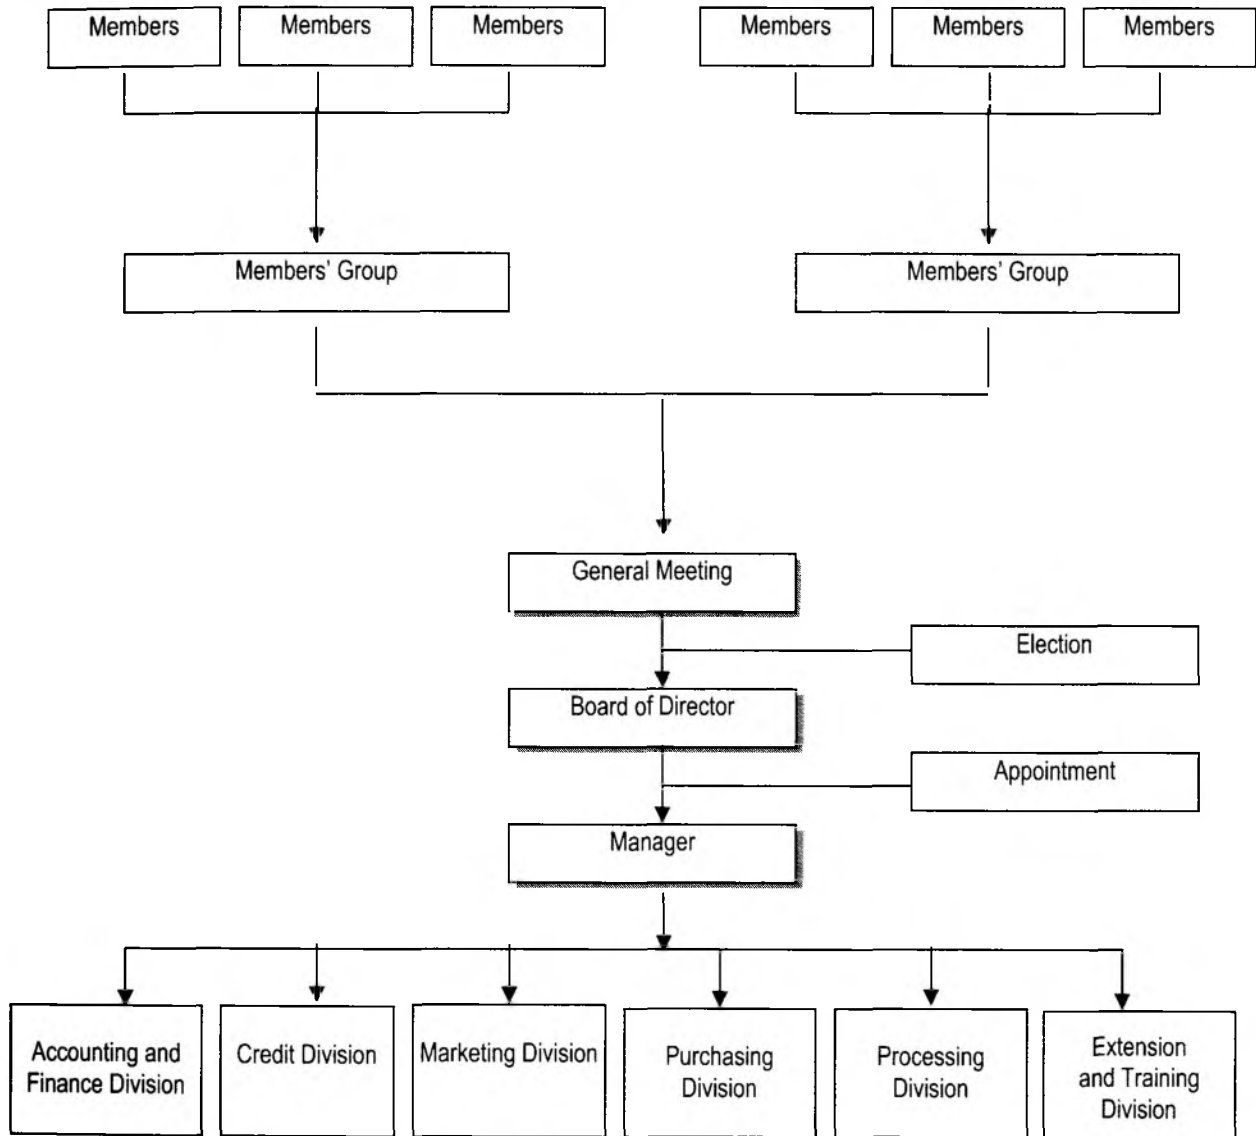 Members
Members
Members
Members
Members
Members
Members' Group
Members' Group
General Meeting
Election
Board of Director
Appointment
Manager
Accounting and
Finance Division
Credit Division
Marketing Division
Purchasing
Division
Processing
Division
Extension
and Training
Division